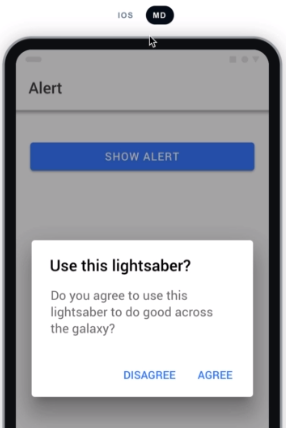 IOS MD
Alert
SHOW ALERT
Use this lightsaber?
Do you agree to use this
lightsaber to do good across
the galaxy?
DISAGREE AGREE